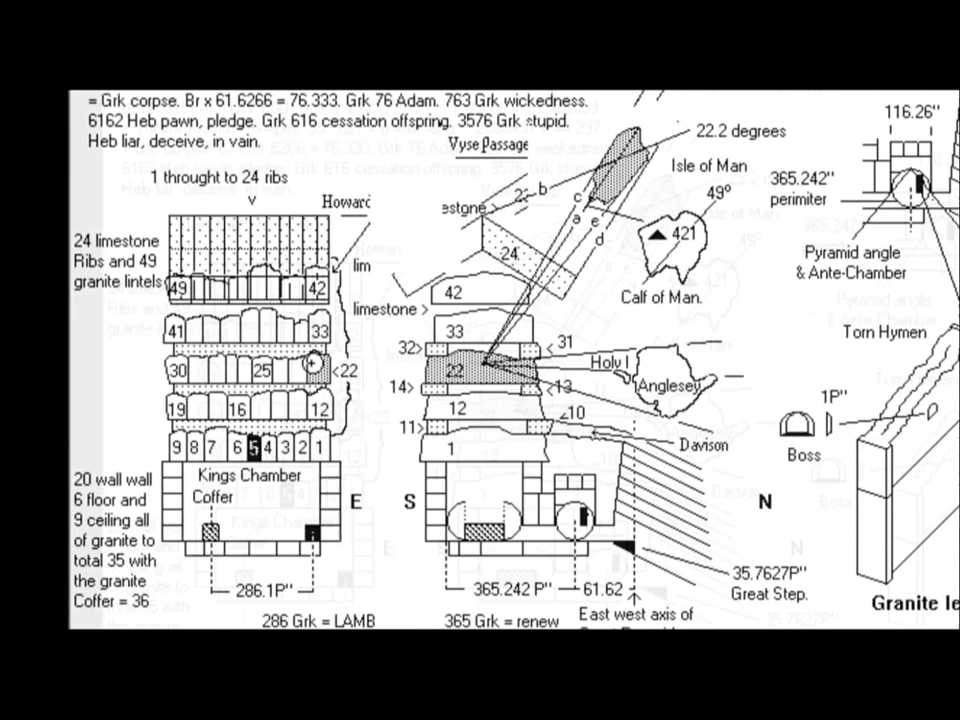 = Grk corpse. Br x 61.6266 = 76.333. Grk 76 Adam. 763 Grk wickedness.
6162 Heb pawn, pledge. Grk 616 cessation offspring. 3576 Grk stupid.
Heb liar, deceive, in vain.
Vyse Passage
1 throught to 24 ribs
Howard
24 limestone
Ribs and 49
granite lintels
lim
49
42
41
33
30
25
22
19
16
12
9 8 7 6 5 4 3 2 1
Kings Chamber
Coffer
E
20 wall wall
6 floor and
9 ceiling all
of granite to
total 35 with
the granite
Coffer = 36
286.1P"
286 Grk = LAMB
estone
b
c
a
e
d
24
limestone
42
33
32
31
22
14
13
12
11
10
1
S
22.2 degrees
Isle of Man
49º
421
Calf of Man.
Holy I
Anglesey
Davison
N
365.242 P"
61.62
365 Grk = renew
East west axis of
35.7627P"
Great Step.
116.26"
365.242"
perimiter
Pyramid angle
& Ante-Chamber
Torn Hymen
1P"
Boss
Granite le